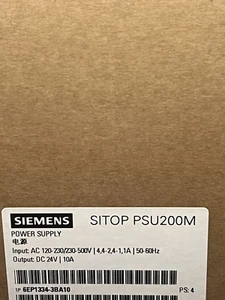 SIEMENS SITOP PSU200M
POWER SUPPLY
电源
Input: AC 120-230/230-500V | 4,4-2,4-1,1A | 50-60Hz
Output: DC 24V | 10A
1P 6EP1334-3BA10 PS: 4